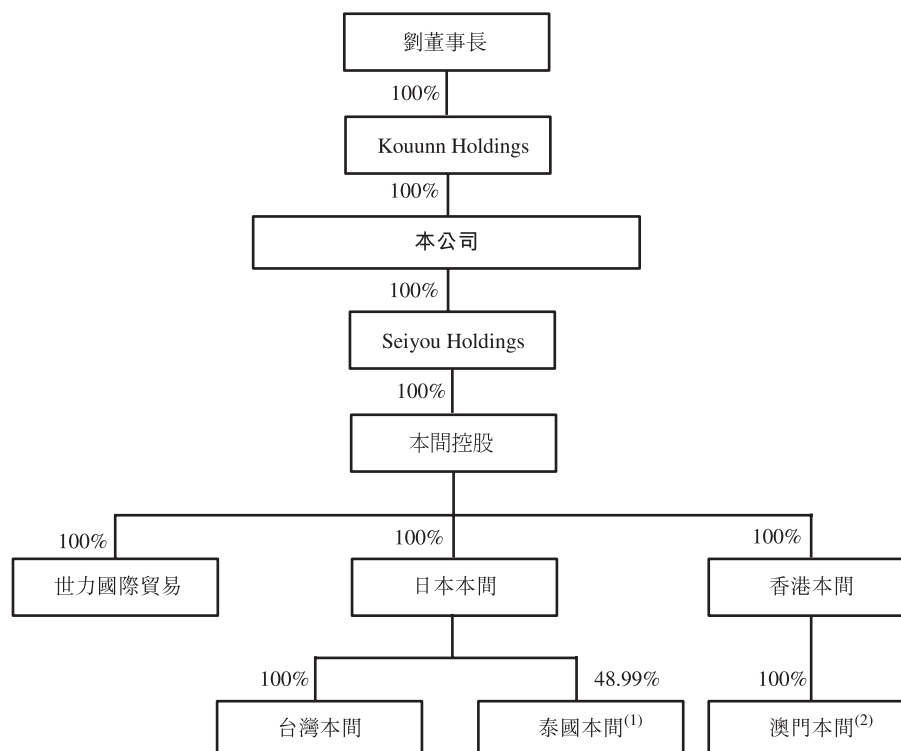 劉董事長
100%
Kouunn Holdings
100%
本公司
100%
Seiyou Holdings
100%
本間控股
100%
100%
100%
世力國際貿易
日本本間
香港本間
100%
48.99%
100%
台灣本間
泰國本間(1)
澳門本間(2)